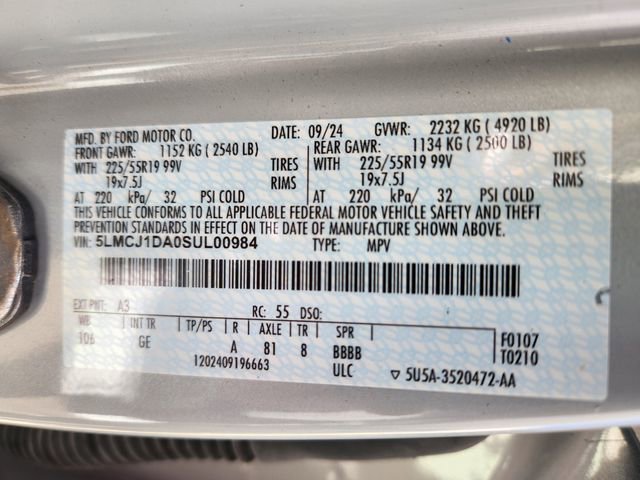 MFD. BY FORD MOTOR CO. DATE: 09/24 GVWR: 2232 KG ( 4920 LB)
FRONT GAWR: 1152 KG ( 2540 LB) REAR GAWR: 1134 KG ( 2500 LB)
WITH 225/55R19 99V TIRES WITH 225/55R19 99V TIRES
19x7.5J RIMS 19x7.5J RIMS
AT 220 kPa/ 32 PSI COLD AT 220 kPa/ 32 PSI COLD
THIS VEHICLE CONFORMS TO ALL APPLICABLE FEDERAL MOTOR VEHICLE SAFETY AND THEFT
PREVENTION STANDARDS IN EFFECT ON THE DATE OF MANUFACTURE SHOWN ABOVE.
VIN: 5LMCJ1DA0SUL00984 TYPE: MPV
EXT PNT: A3 RC: 55 DSO:
WB INT TR TP/PS R AXLE TR SPR F0107
106 GE A 81 8 BBBB T0210
1202409196663 ULC ▽ 5U5A-3520472-AA